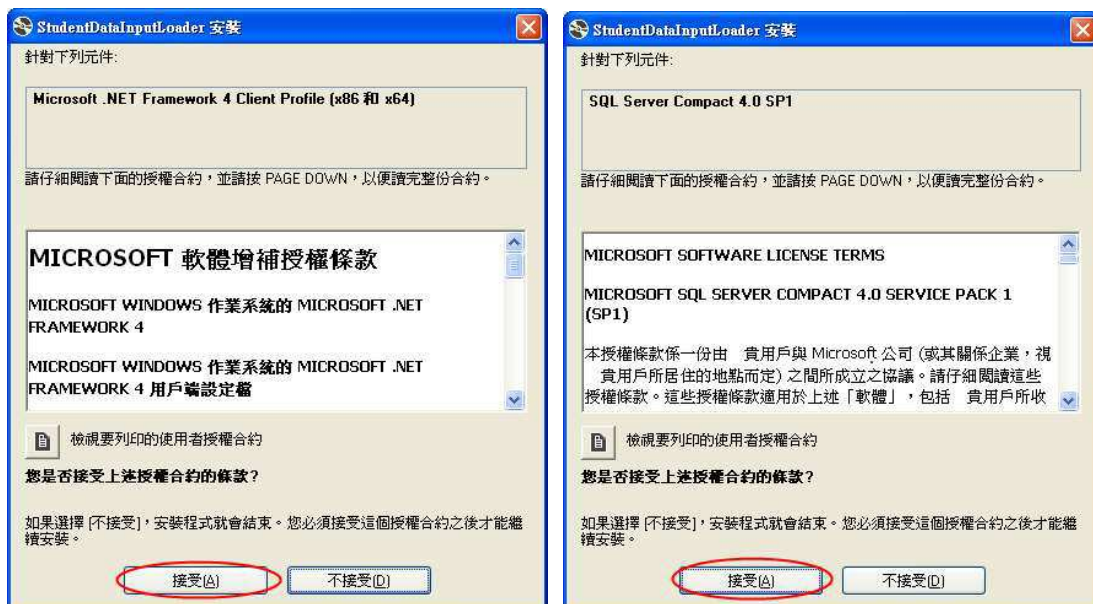 StudentDataInputLoader 安裝
針對下列元件:
Microsoft .NET Framework 4 Client Profile (x86 和 x64)
請仔細閱讀下面的授權合約，並請按 PAGE DOWN，以便讀完整份合約。
MICROSOFT 軟體增補授權條款
MICROSOFT WINDOWS 作業系統的 MICROSOFT .NET
FRAMEWORK 4
MICROSOFT WINDOWS 作業系統的 MICROSOFT .NET
FRAMEWORK 4 用戶端設定檔
檢視要列印的使用者授權合約
您是否接受上述授權合約的條款?
如果選擇 [不接受]，安裝程式就會結束。您必須接受這個授權合約之後才能繼
續安裝。
接受(A)
不接受(D)
StudentDataInputLoader 安裝
針對下列元件:
SQL Server Compact 4.0 SP1
請仔細閱讀下面的授權合約，並請按 PAGE DOWN，以便讀完整份合約。
MICROSOFT SOFTWARE LICENSE TERMS
MICROSOFT SQL SERVER COMPACT 4.0 SERVICE PACK 1
(SP1)
本授權條款係一份由　貴用戶與 Microsoft 公司 (或其關係企業，視
貴用戶所居住的地點而定) 之間所成立之協議。請仔細閱讀這些
授權條款。這些授權條款適用於上述「軟體」，包括　貴用戶所收
檢視要列印的使用者授權合約
您是否接受上述授權合約的條款?
如果選擇 [不接受]，安裝程式就會結束。您必須接受這個授權合約之後才能繼
續安裝。
接受(A)
不接受(D)